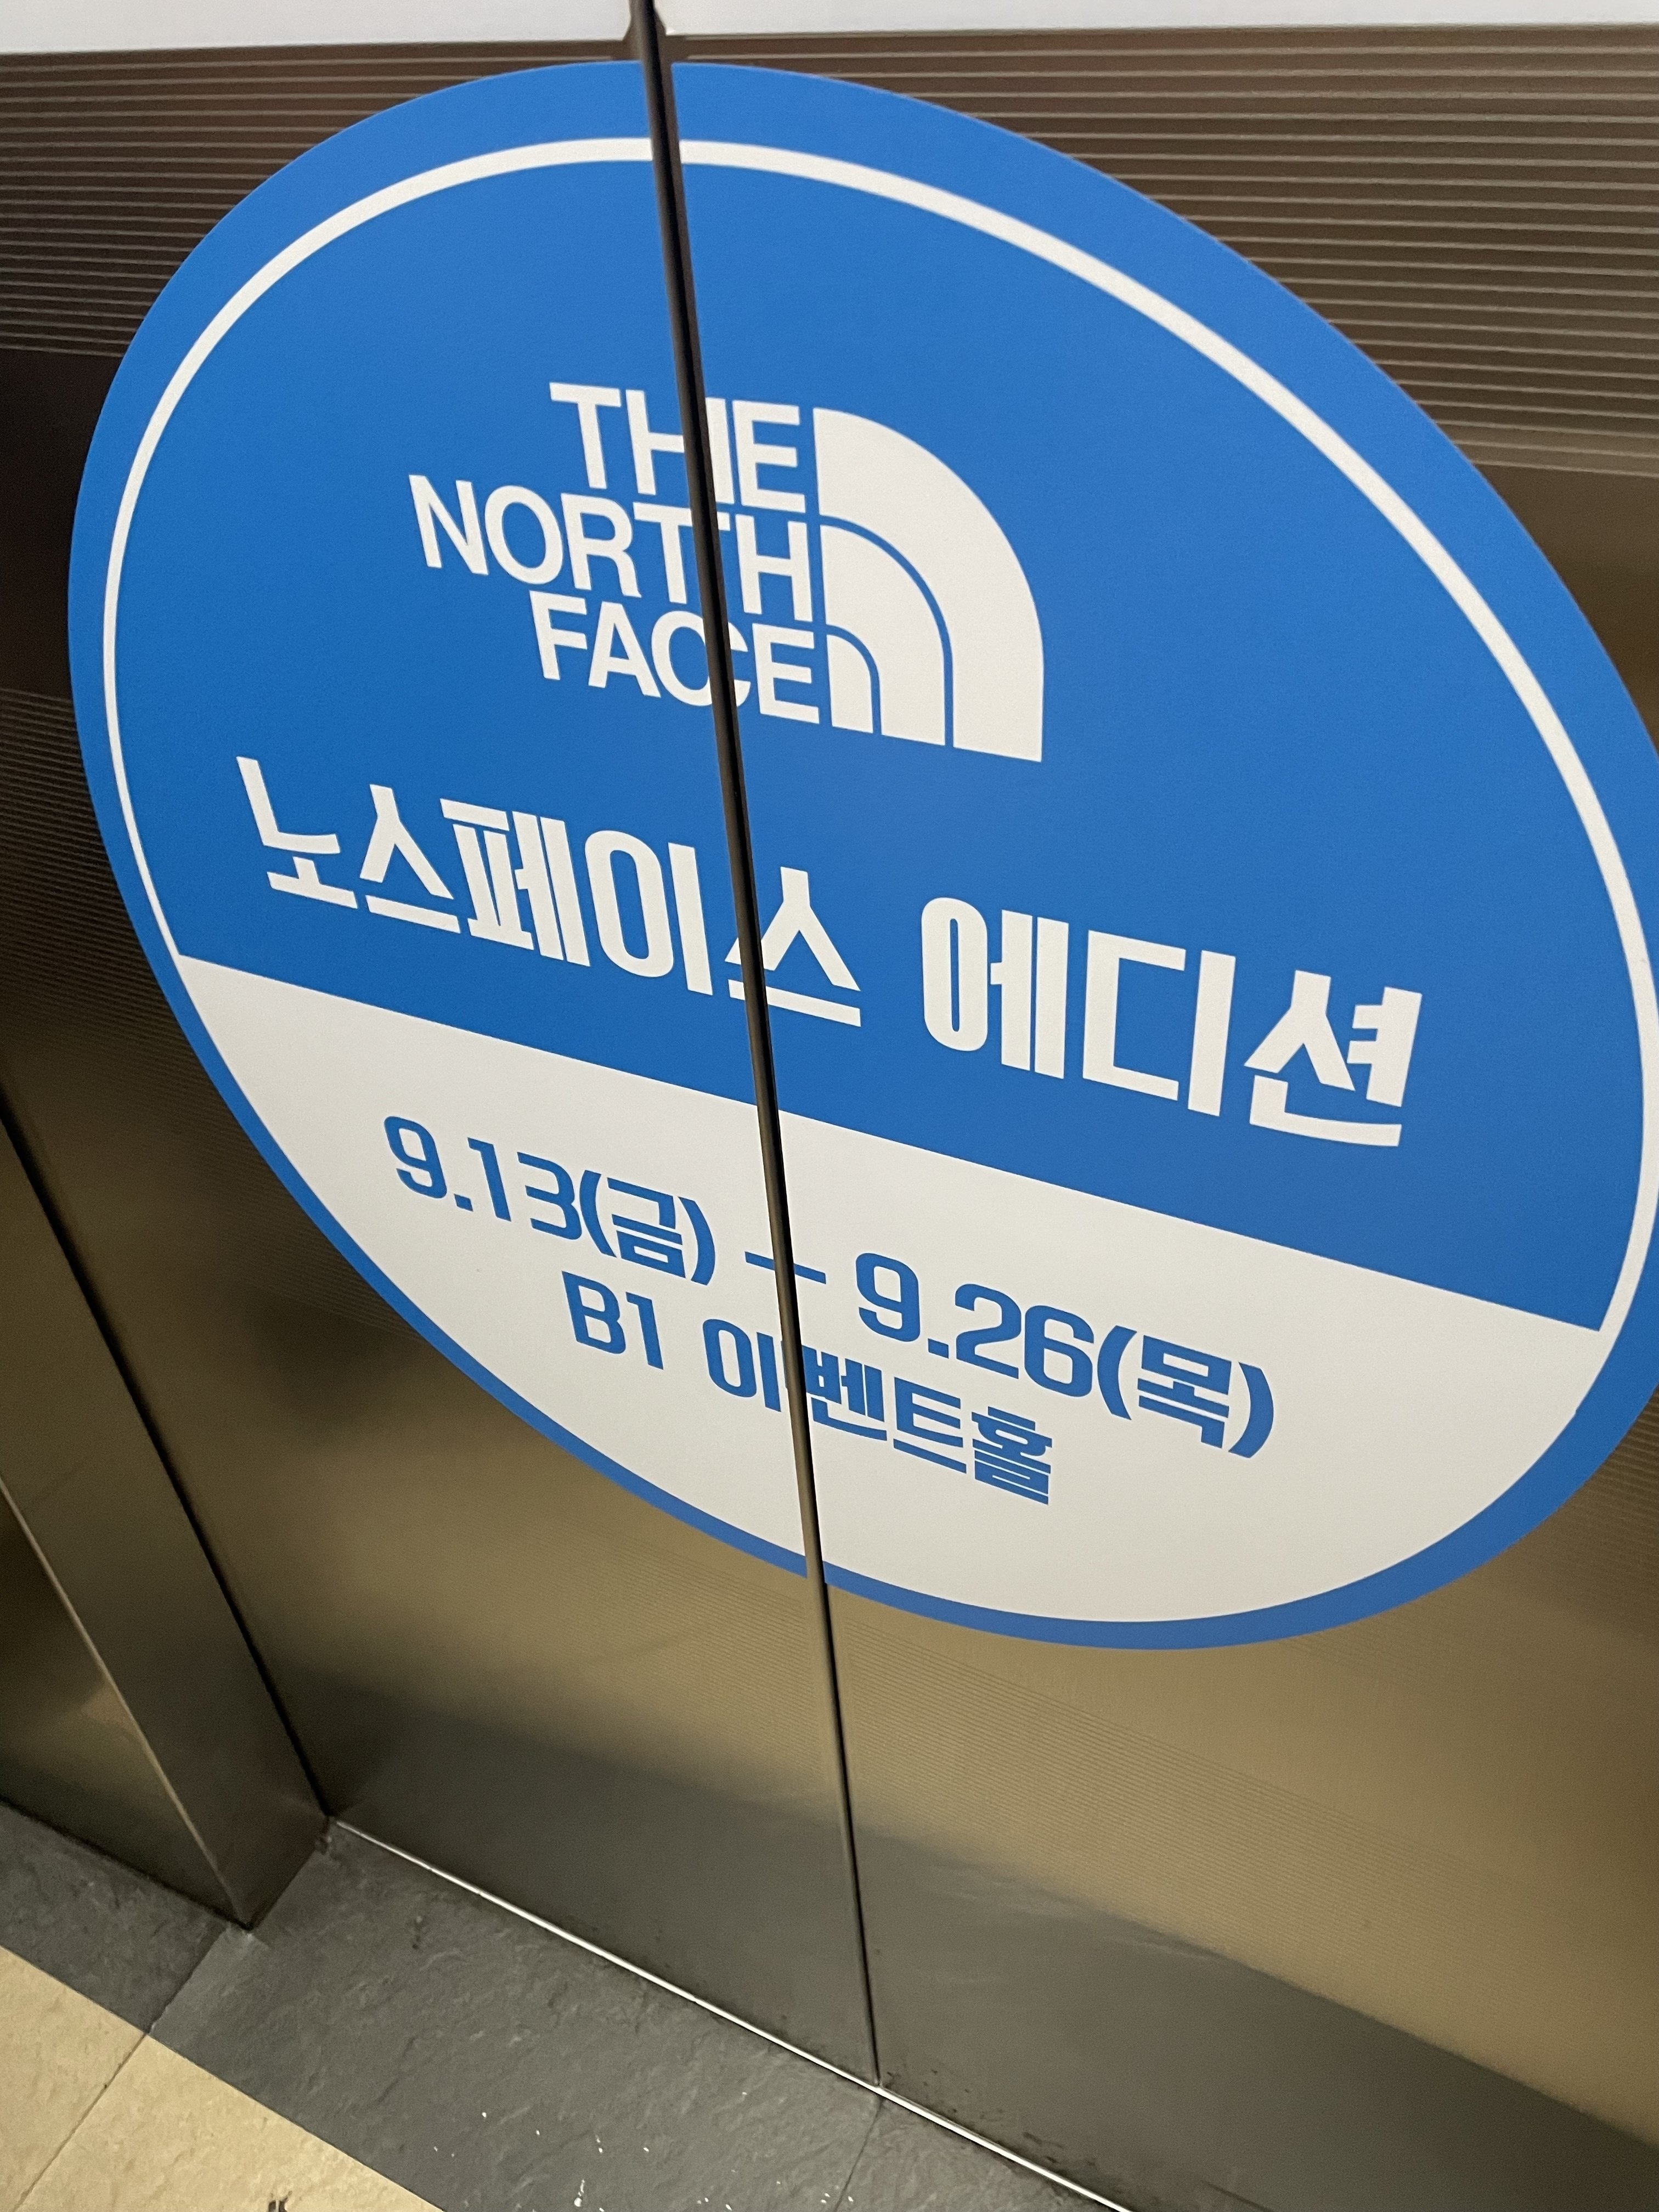 THE
NORTH
FACE
노스페이스 에디션
9.13(금) – 9.26(목)
B1 이벤트홀